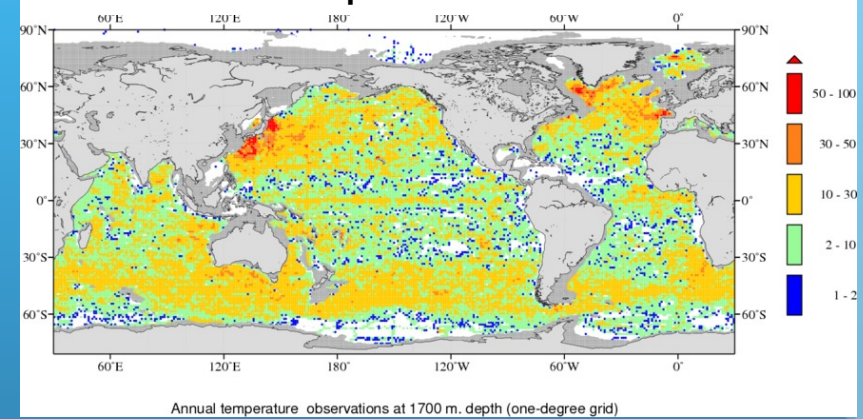 60°E 120°E 180° 120°W 60°W 0°
90°N 90°N
60°N 60°N
30°N 30°N
0° 0°
30°S 30°S
60°S 60°S
60°E 120°E 180° 120°W 60°W 0°
50 - 100
30 - 50
10 - 30
2 - 10
1 - 2
Annual temperature observations at 1700 m. depth (one-degree grid)